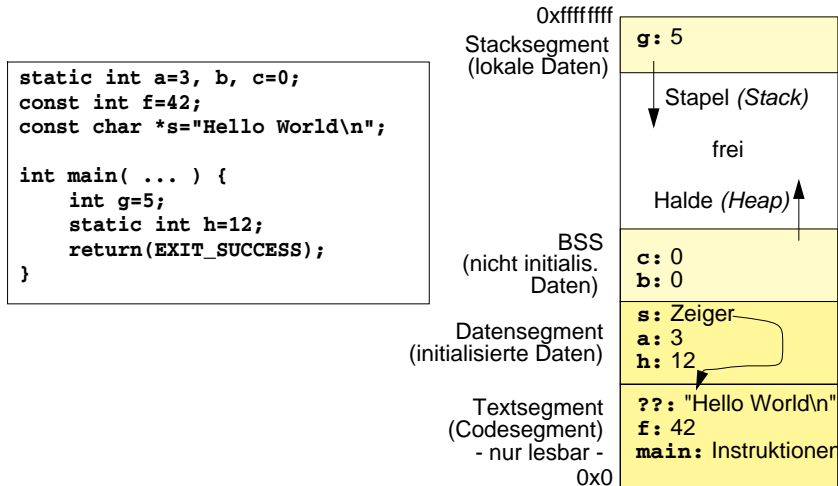 static int a=3, b, c=0;
const int f=42;
const char *s="Hello World\n";
int main( ... ) {
int g=5;
static int h=12;
return(EXIT_SUCCESS);
}
0xffffffff
Stacksegment
(lokale Daten)
g: 5
Stapel (Stack)
frei
Halde (Heap)
BSS
(nicht initialis.
Daten)
c: 0
b: 0
Datensegment
(initialisierte Daten)
s: Zeiger
a: 3
h: 12
Textsegment
(Codesegment)
- nur lesbar -
0x0
??: "Hello World\n"
f: 42
main: Instruktionen